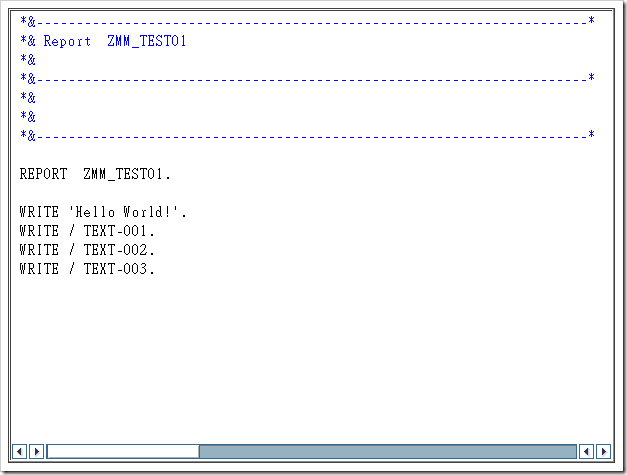 *&---------------------------------------------------------------------*
*& Report  ZMM_TEST01
*&
*&---------------------------------------------------------------------*
*&
*&
*&---------------------------------------------------------------------*
REPORT  ZMM_TEST01.
WRITE 'Hello World!'.
WRITE / TEXT-001.
WRITE / TEXT-002.
WRITE / TEXT-003.